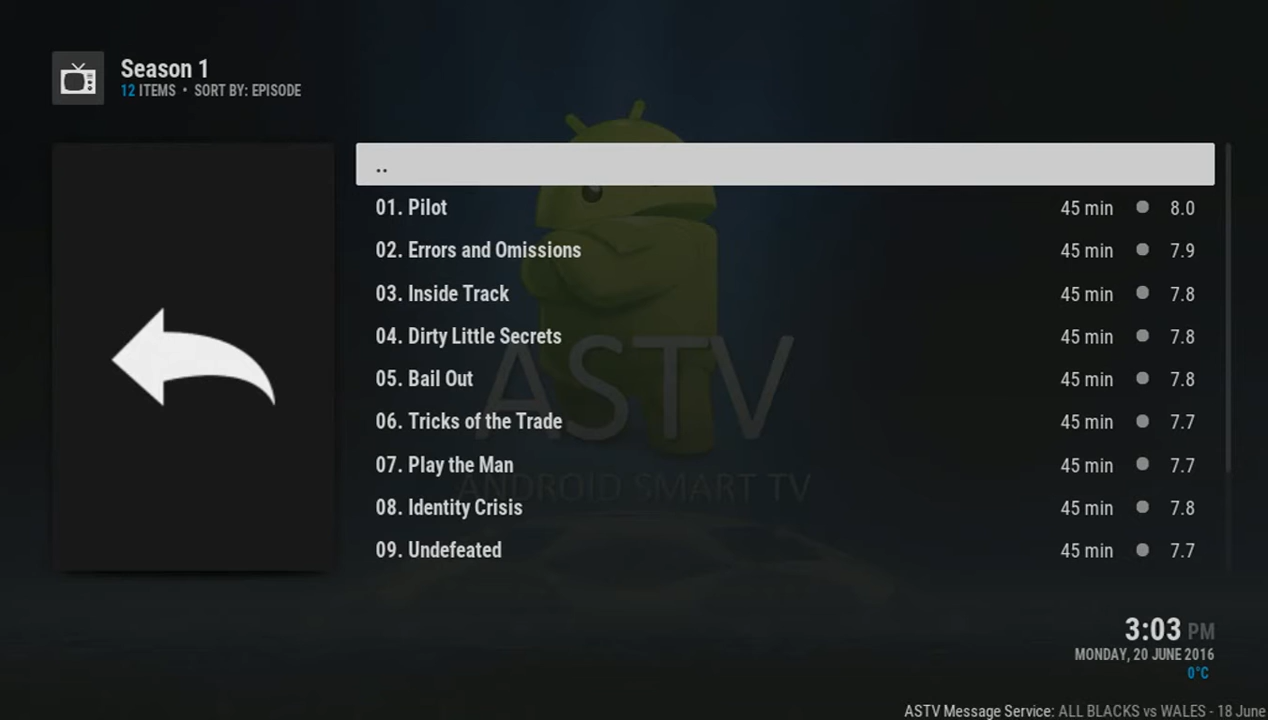 Season 1
12 ITEMS • SORT BY: EPISODE
..
01. Pilot 45 min 8.0
02. Errors and Omissions 45 min 7.9
03. Inside Track 45 min 7.8
04. Dirty Little Secrets 45 min 7.8
05. Bail Out 45 min 7.8
06. Tricks of the Trade 45 min 7.7
07. Play the Man 45 min 7.7
08. Identity Crisis 45 min 7.8
09. Undefeated 45 min 7.7
ASTV
ANDROID SMART TV
3:03 PM
MONDAY, 20 JUNE 2016
0°C
ASTV Message Service: ALL BLACKS vs WALES - 18 June